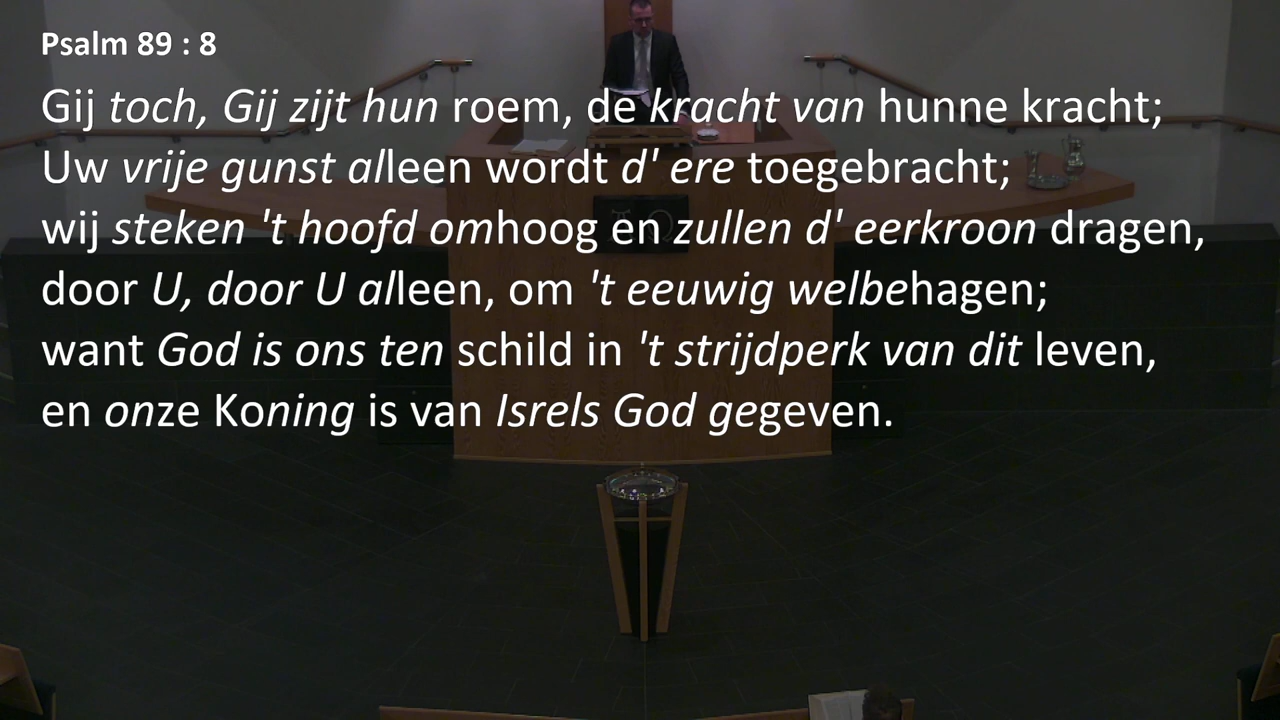 Psalm 89 : 8
Gij toch, Gij zijt hun roem, de kracht van hunne kracht;
Uw vrije gunst alleen wordt d' ere toegebracht;
wij steken 't hoofd omhoog en zullen d' eerkroon dragen,
door U, door U alleen, om 't eeuwig welbehagen;
want God is ons ten schild in 't strijdperk van dit leven,
en onze Koning is van Isrels God gegeven.